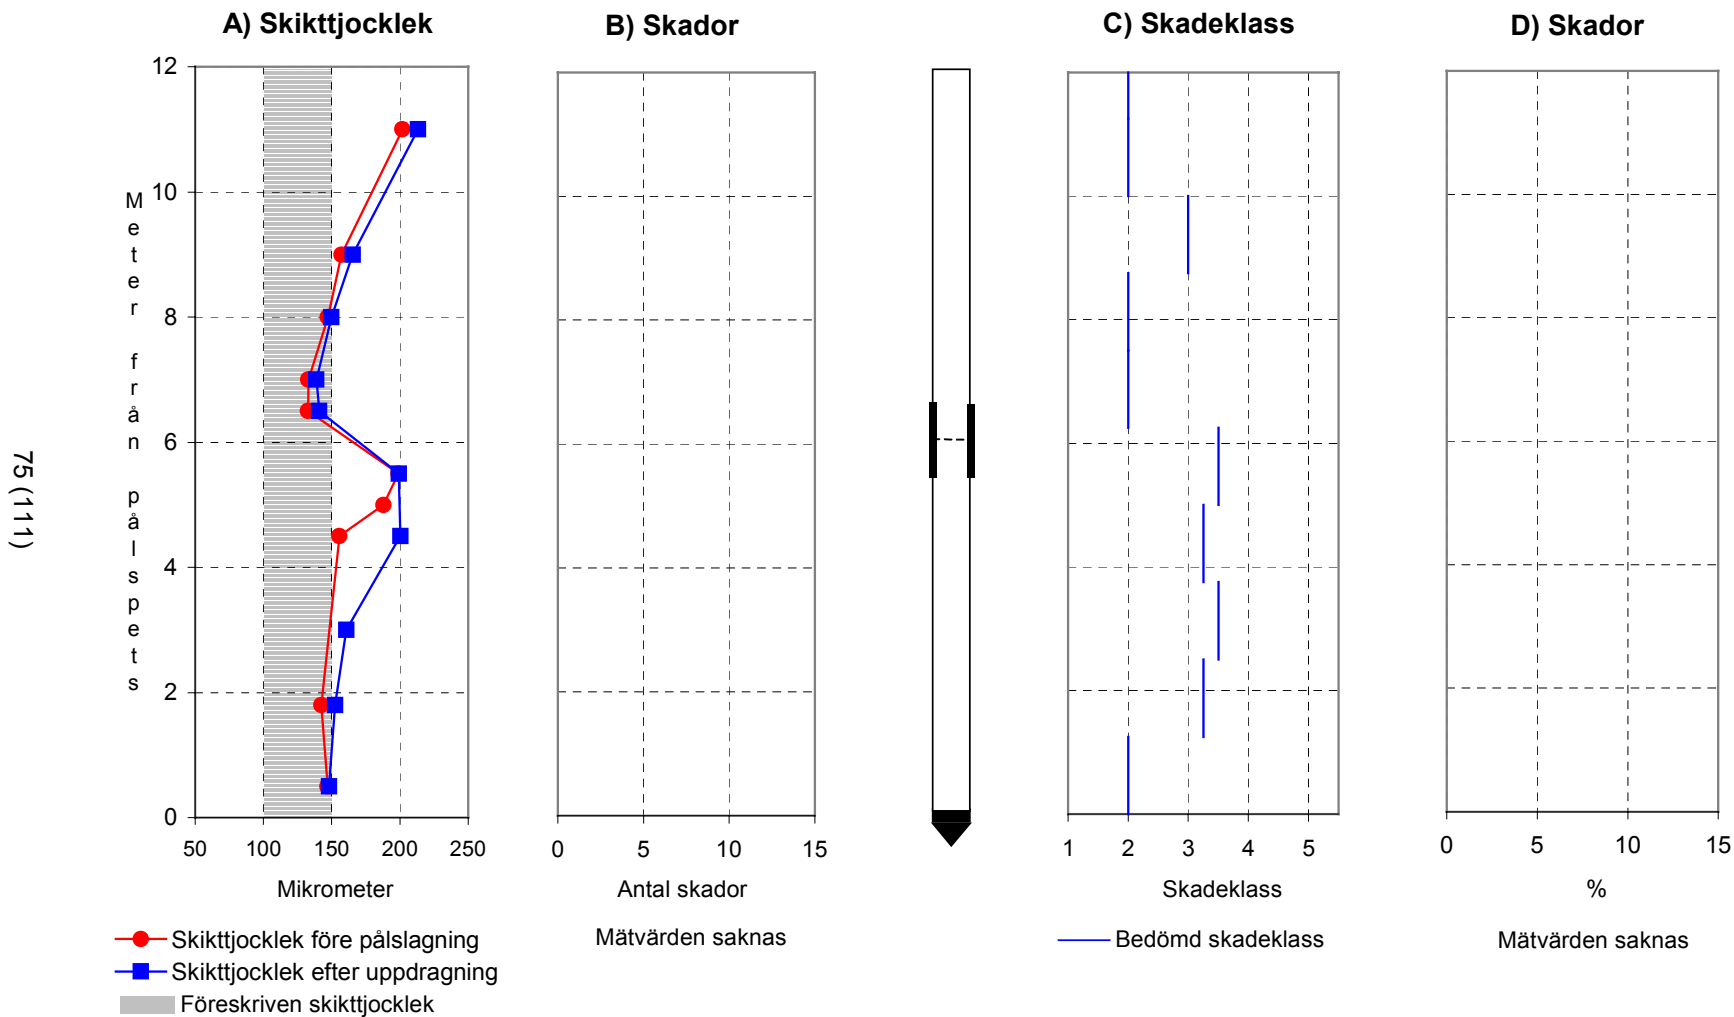 A) Skikttjocklek
B) Skador
C) Skadeklass
D) Skador
12
10
8
6
4
2
0
Meter från pålspets
50 100 150 200 250
0 5 10 15
1 2 3 4 5
0 5 10 15
Mikrometer
Antal skador
Skadeklass
%
Skikttjocklek före pålslagning
Skikttjocklek efter uppdragning
Föreskriven skikttjocklek
Mätvärden saknas
Bedömd skadeklass
Mätvärden saknas
75 (111)